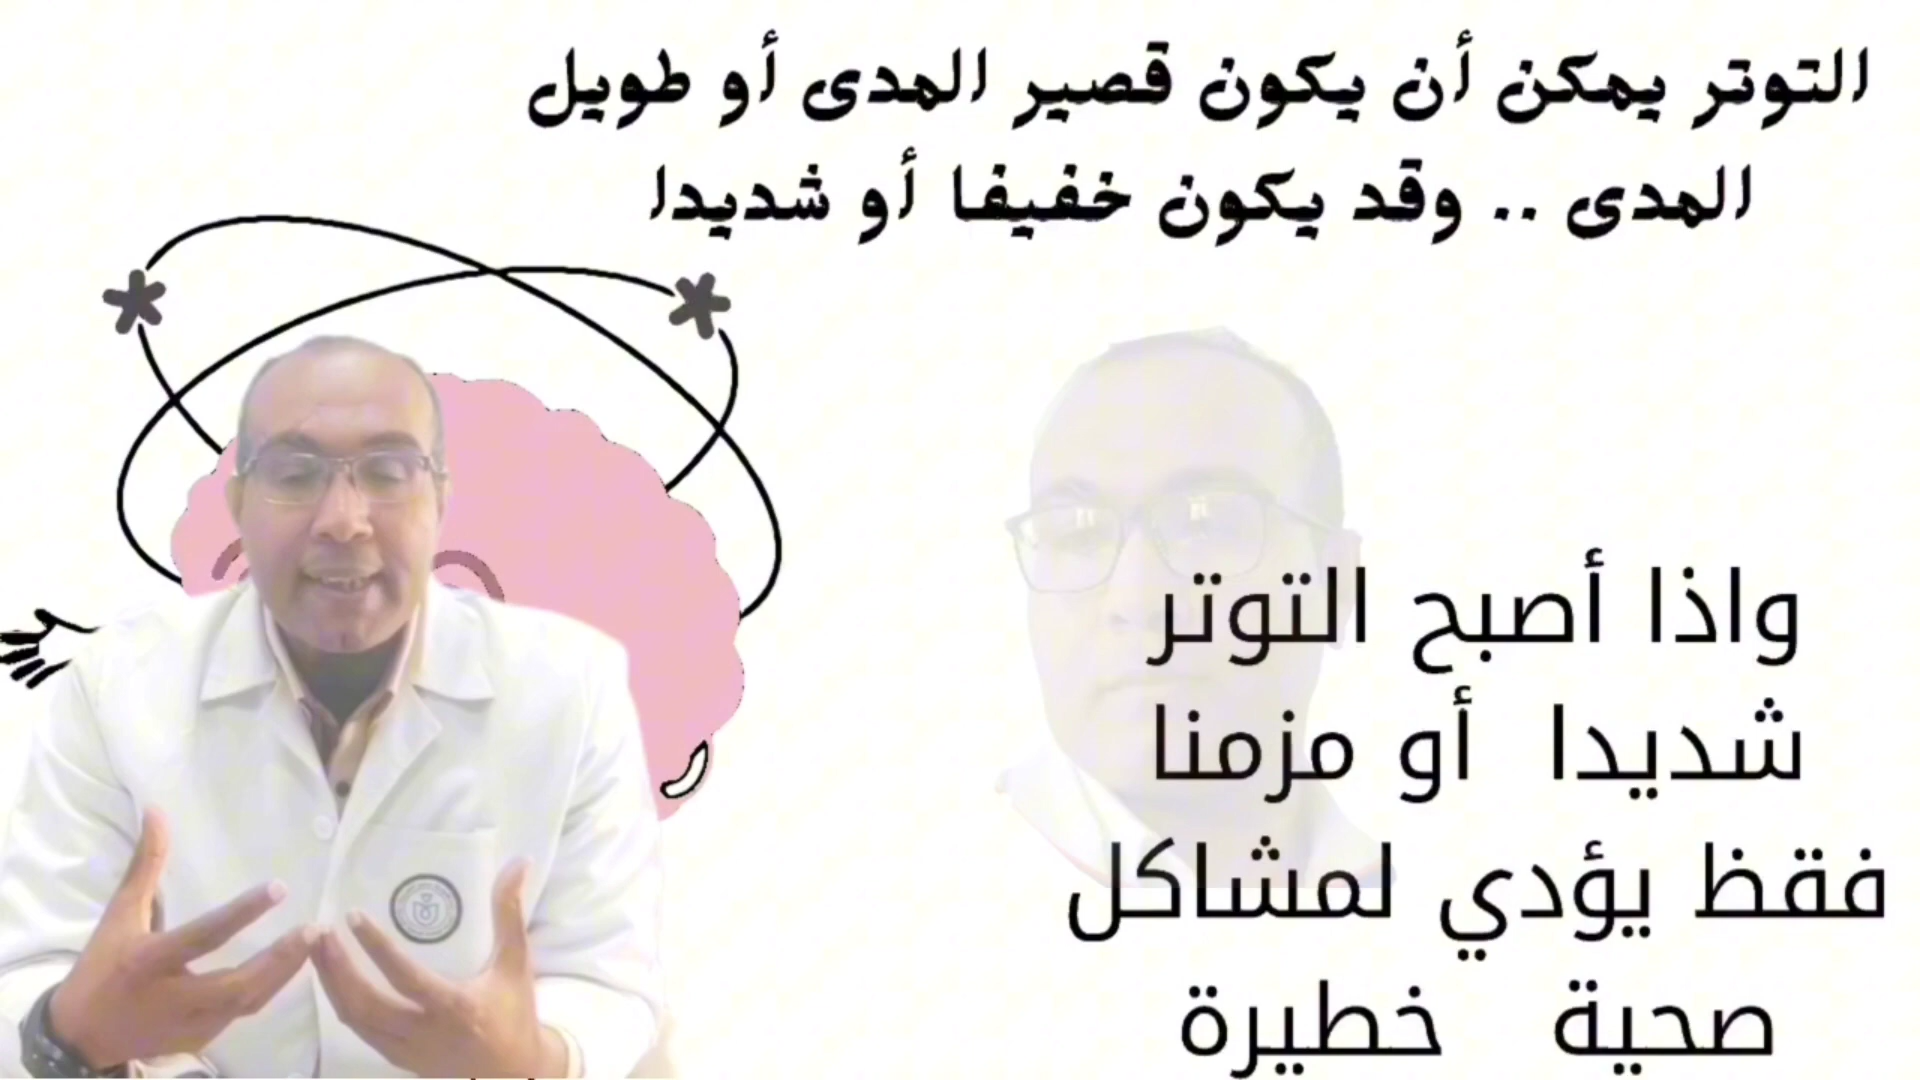 التوتر يمكن أن يكون قصير المدى أو طويل
المدى .. وقد يكون خفيفا أو شديدا
واذا أصبح التوتر
شديدا أو مزمنا
فقظ يؤدي لمشاكل
صحية خطيرة